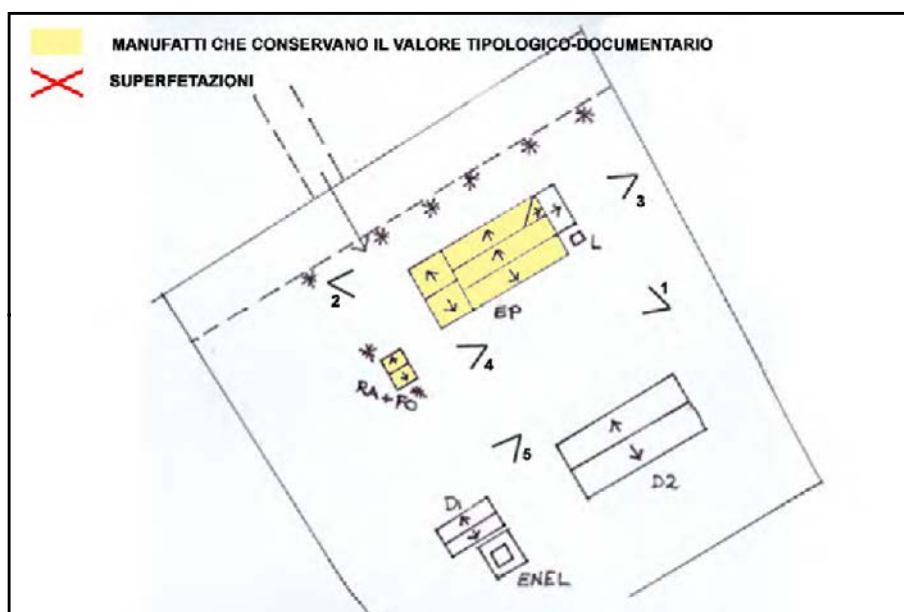 MANUFATTI CHE CONSERVANO IL VALORE TIPOLOGICO-DOCUMENTARIO
SUPERFETAZIONI
3
L
1
2
EP
4
RA+FO
5
D2
D1
ENEL